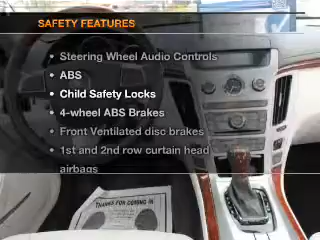 SAFETY FEATURES
• Steering Wheel Audio Controls
• ABS
• Child Safety Locks
• 4-wheel ABS Brakes
• Front Ventilated disc brakes
• 1st and 2nd row curtain head
airbags
THANKS FOR COMING IN